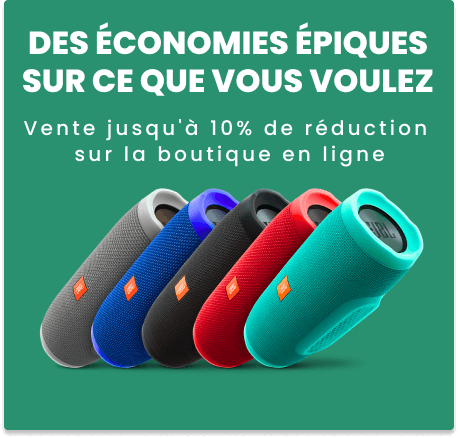 DES ÉCONOMIES ÉPIQUES
SUR CE QUE VOUS VOULEZ
Vente jusqu'à 10% de réduction
sur la boutique en ligne